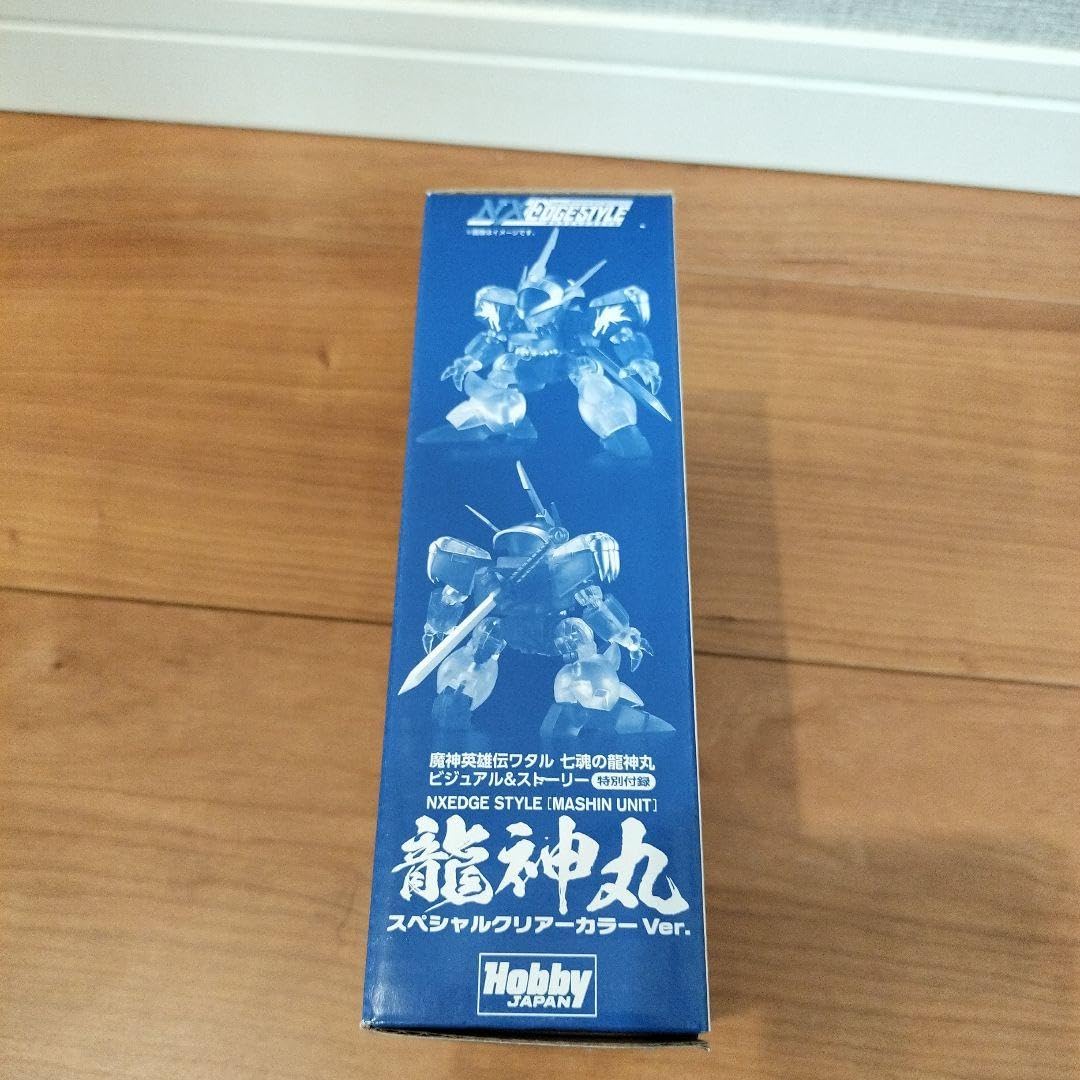 NXEDGE STYLE
※画像はイメージです。
魔神英雄伝ワタル 七魂の龍神丸
ビジュアル&ストーリー 特別付録
NXEDGE STYLE [MASHIN UNIT]
龍神丸
スペシャルクリアーカラーVer.
Hobby
JAPAN